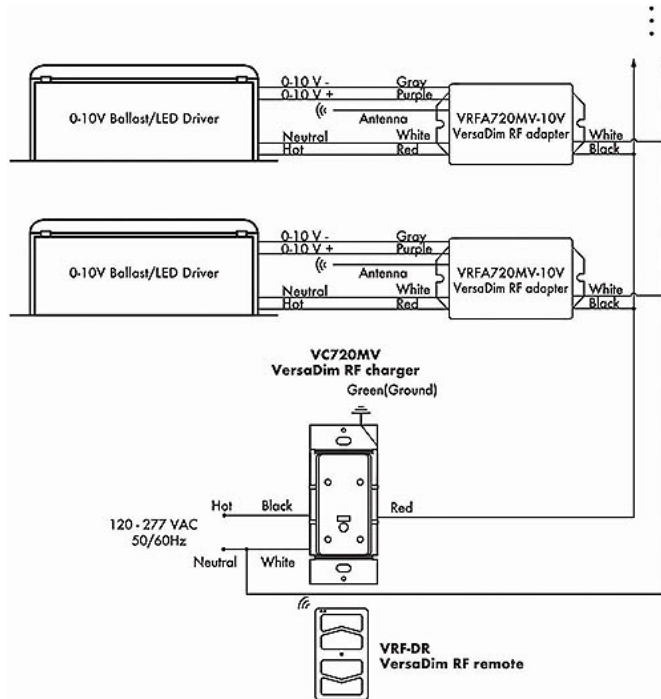 0-10V Ballast/LED Driver
0-10 V - Gray
0-10 V + Purple
Antenna
Neutral White
Hot Red
VRFA720MV-10V
VersaDim RF adapter
White
Black
0-10V Ballast/LED Driver
0-10 V - Gray
0-10 V + Purple
Antenna
Neutral White
Hot Red
VRFA720MV-10V
VersaDim RF adapter
White
Black
VC720MV
VersaDim RF charger
Green(Ground)
Hot Black
Red
120 - 277 VAC
50/60Hz
Neutral White
VRF-DR
VersaDim RF remote